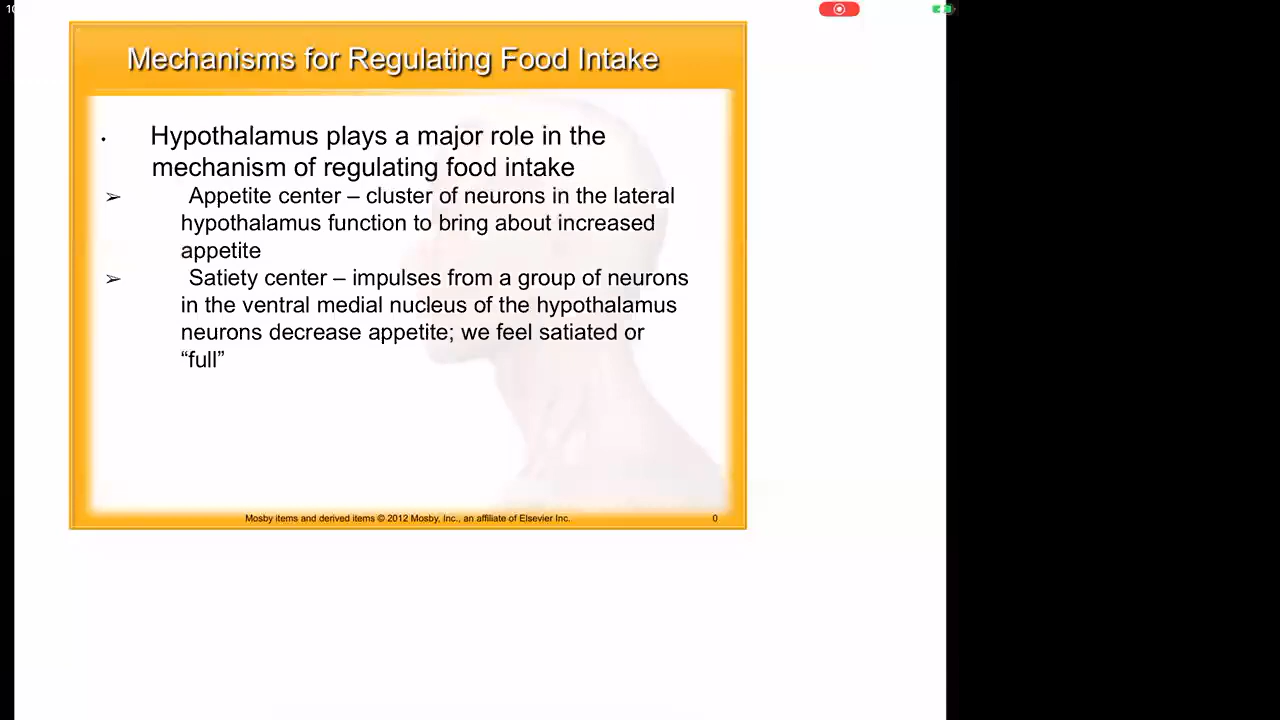 10
Mechanisms for Regulating Food Intake
• Hypothalamus plays a major role in the
mechanism of regulating food intake
➢ Appetite center – cluster of neurons in the lateral
hypothalamus function to bring about increased
appetite
➢ Satiety center – impulses from a group of neurons
in the ventral medial nucleus of the hypothalamus
neurons decrease appetite; we feel satiated or
“full”
Mosby items and derived items © 2012 Mosby, Inc., an affiliate of Elsevier Inc. 0